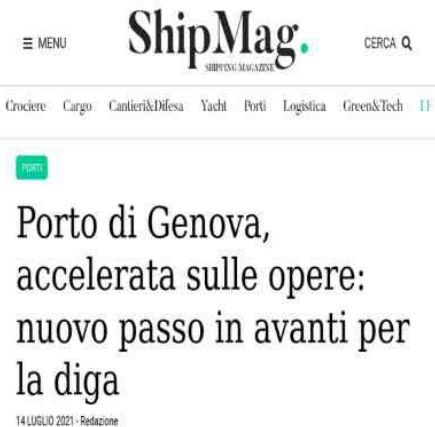 ≡ MENU
ShipMag.
SHIPPING MAGAZINE
CERCA
Crociere Cargo Cantieri&Difesa Yacht Porti Logistica Green&Tech
PORTI
Porto di Genova,
accelerata sulle opere:
nuovo passo in avanti per
la diga
14 LUGLIO 2021 - Redazione